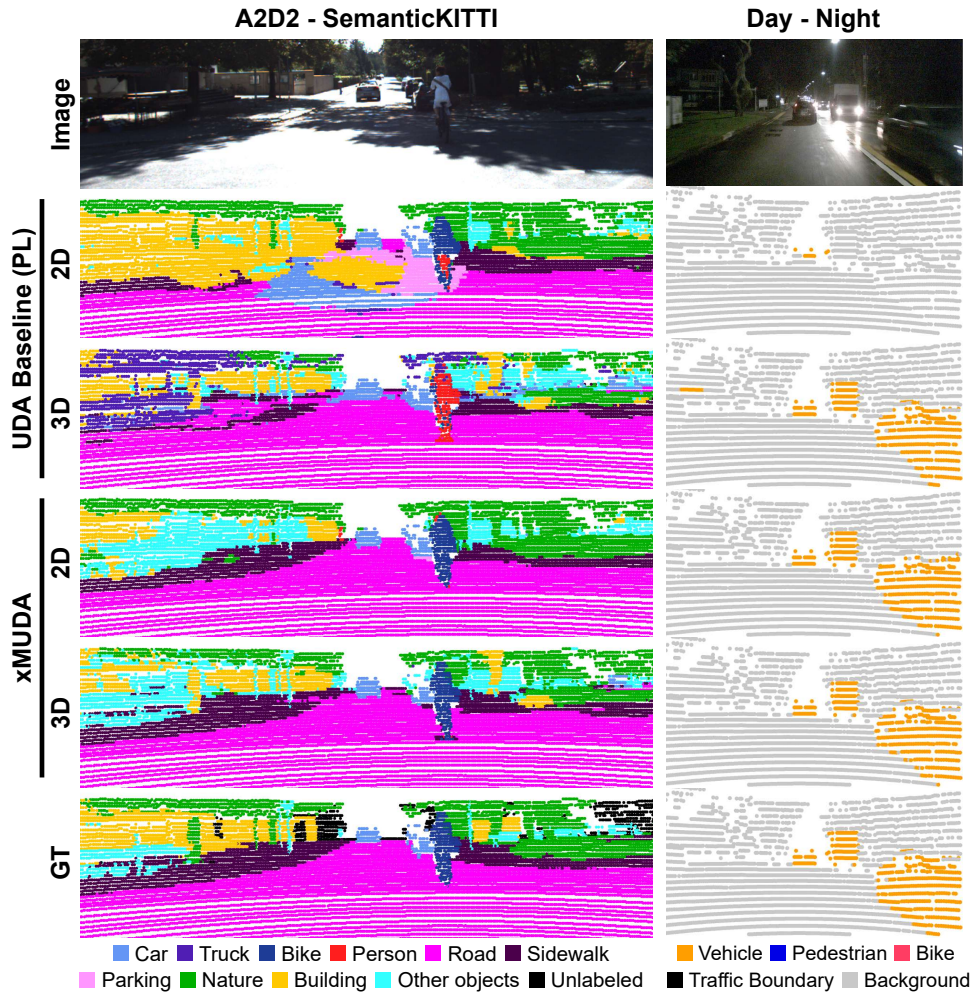 A2D2 - SemanticKITTI
Day - Night
Image
UDA Baseline (PL)
2D
3D
xMUDA
2D
3D
GT
Car Truck Bike Person Road Sidewalk
Parking Nature Building Other objects Unlabeled
Vehicle Pedestrian Bike
Traffic Boundary Background